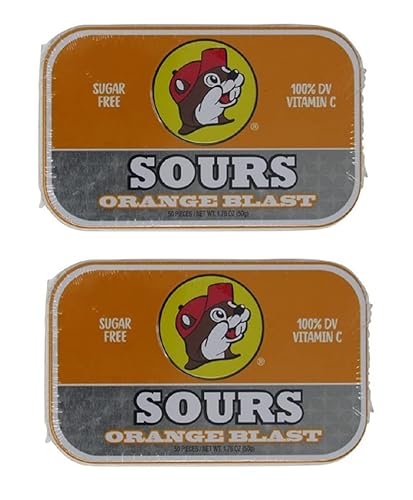 SUGAR FREE
100% DV VITAMIN C
®
SOURS
ORANGE BLAST
50 PIECES / NET WT. 1.76 OZ (50g)
SUGAR FREE
100% DV VITAMIN C
®
SOURS
ORANGE BLAST
50 PIECES / NET WT. 1.76 OZ (50g)